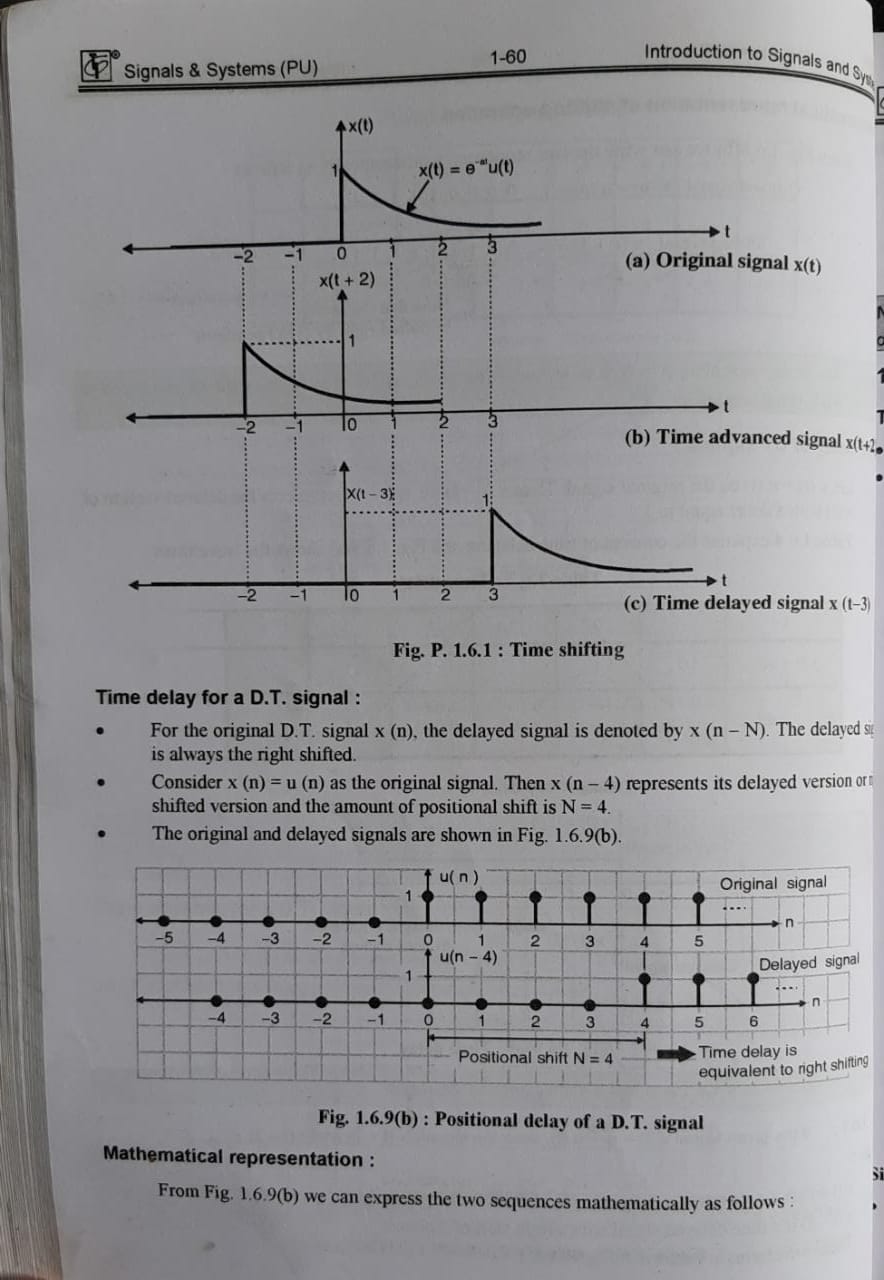 Signals & Systems (PU)
1-60
Introduction to Signals and
x(t)
1
x(t) = e⁻ᵃᵗu(t)
t
-2 -1 0 1 2 3
(a) Original signal x(t)
x(t + 2)
1
t
-2 -1 0 1 2 3
(b) Time advanced signal x(t+2
x(t - 3)
1
t
-2 -1 0 1 2 3
(c) Time delayed signal x (t-3)
Fig. P. 1.6.1 : Time shifting
Time delay for a D.T. signal :
• For the original D.T. signal x (n), the delayed signal is denoted by x (n – N). The delayed
is always the right shifted.
• Consider x (n) = u (n) as the original signal. Then x (n – 4) represents its delayed version or
shifted version and the amount of positional shift is N = 4.
• The original and delayed signals are shown in Fig. 1.6.9(b).
u( n )
Original signal
1
....
n
-5 -4 -3 -2 -1 0 1 2 3 4 5
u(n - 4)
Delayed signal
1
....
n
-4 -3 -2 -1 0 1 2 3 4 5 6
Positional shift N = 4
Time delay is
equivalent to right shifting
Fig. 1.6.9(b) : Positional delay of a D.T. signal
Mathematical representation :
From Fig. 1.6.9(b) we can express the two sequences mathematically as follows :